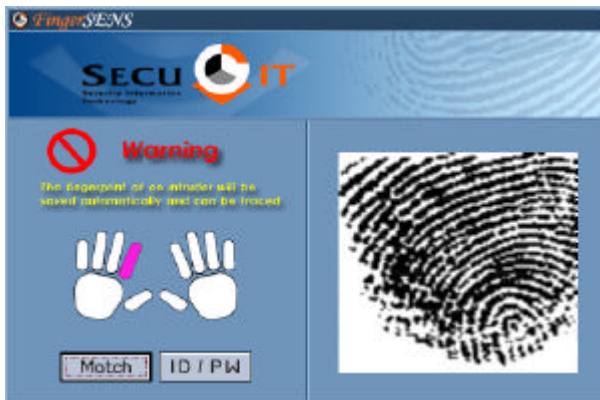 FingerSENS
SECU IT
Security Information
Technology
Warning
The fingerprint of an intruder will be
saved automatically and can be traced
Match
ID / PW